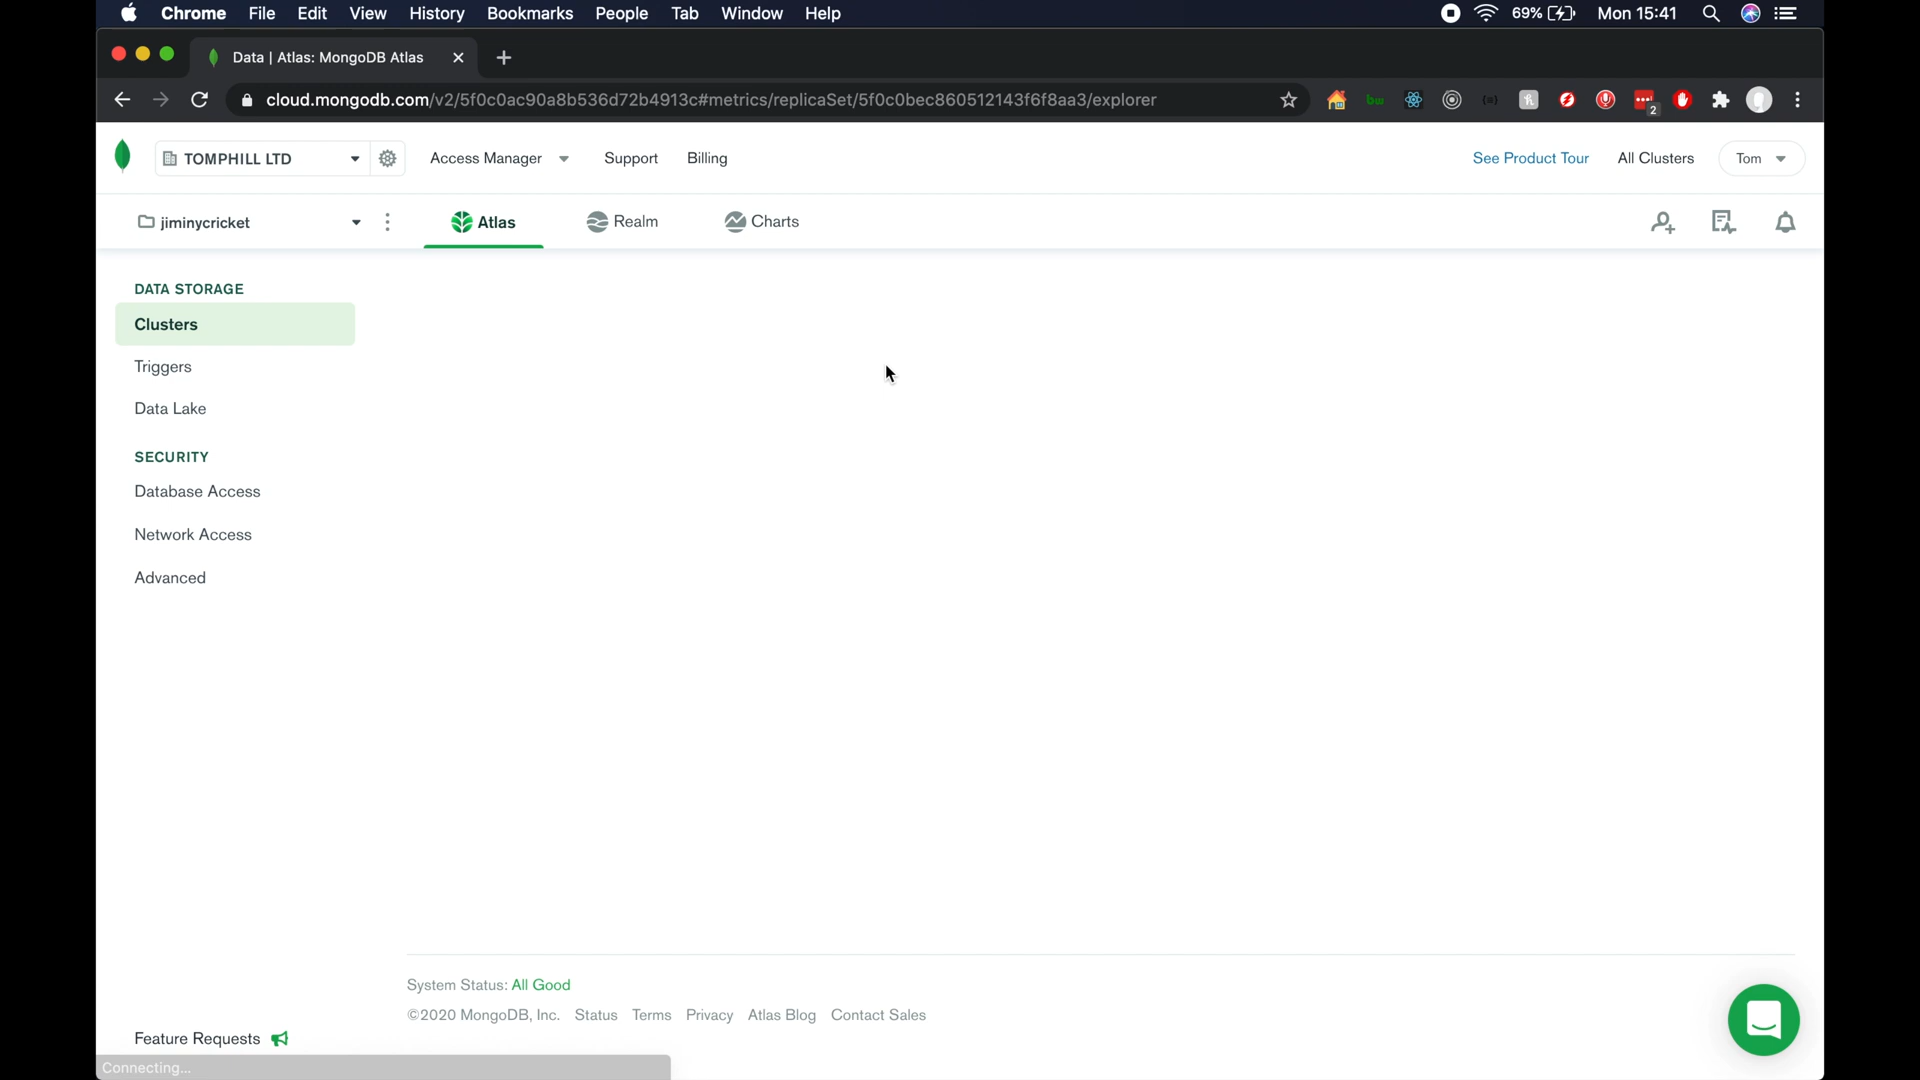 Chrome File Edit View History Bookmarks People Tab Window Help 69% Mon 15:41
Data | Atlas: MongoDB Atlas
cloud.mongodb.com/v2/5f0c0ac90a8b536d72b4913c#metrics/replicaSet/5f0c0bec860512143f6f8aa3/explorer bw 2
TOMPHILL LTD Access Manager Support Billing See Product Tour All Clusters Tom
jiminycricket Atlas Realm Charts
DATA STORAGE
Clusters
Triggers
Data Lake
SECURITY
Database Access
Network Access
Advanced
System Status: All Good
©2020 MongoDB, Inc. Status Terms Privacy Atlas Blog Contact Sales
Feature Requests
Connecting...